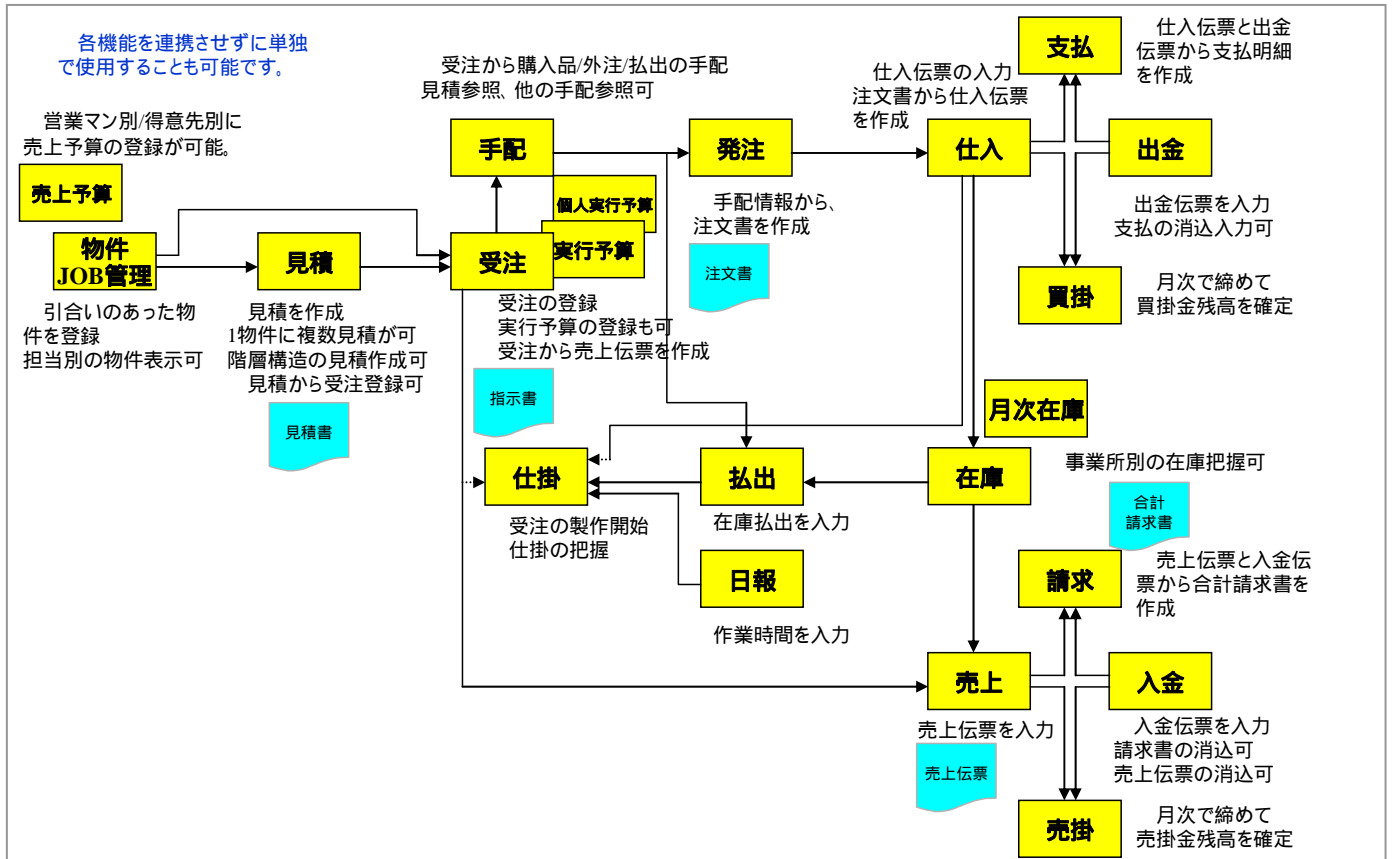 各機能を連携させずに単独
で使用することも可能です。
営業マン別/得意先別に
売上予算の登録が可能。
売上予算
物件
JOB管理
引合いのあった物
件を登録
担当別の物件表示可
見積
見積を作成
1物件に複数見積が可
階層構造の見積作成可
見積から受注登録可
見積書
受注から購入品/外注/払出の手配
見積参照、他の手配参照可
手配
個人実行予算
実行予算
受注
受注の登録
実行予算の登録も可
受注から売上伝票を作成
指示書
発注
手配情報から、
注文書を作成
注文書
仕入伝票の入力
注文書から仕入伝票
を作成
仕入
支払
仕入伝票と出金
伝票から支払明細
を作成
出金
出金伝票を入力
支払の消込入力可
買掛
月次で締めて
買掛金残高を確定
月次在庫
在庫
事業所別の在庫把握可
払出
在庫払出を入力
仕掛
受注の製作開始
仕掛の把握
日報
作業時間を入力
合計
請求書
請求
売上伝票と入金伝
票から合計請求書を
作成
売上
売上伝票を入力
売上伝票
入金
入金伝票を入力
請求書の消込可
売上伝票の消込可
売掛
月次で締めて
売掛金残高を確定